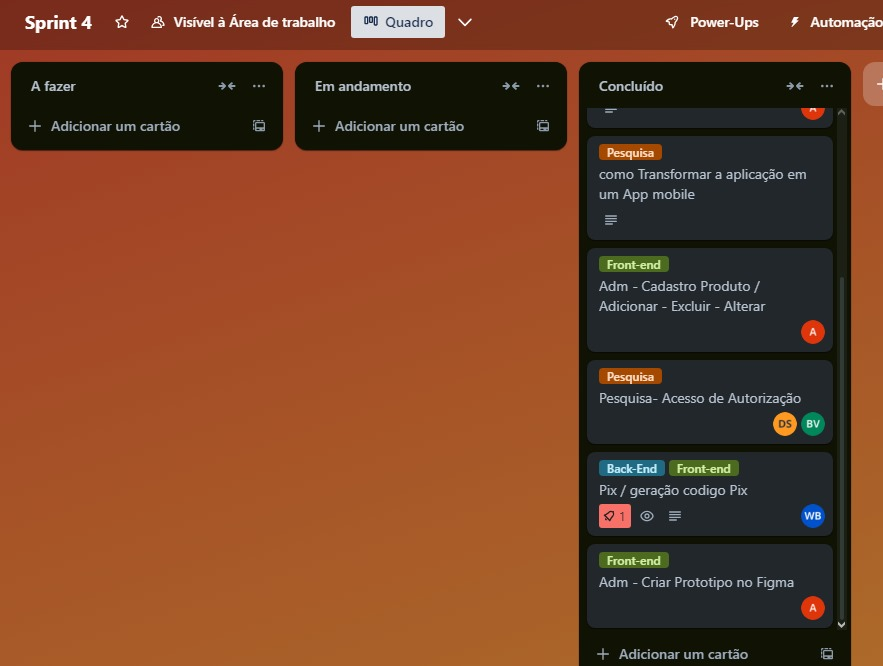 Sprint 4
Visível à Área de trabalho
Quadro
Power-Ups
Automação
A fazer
Adicionar um cartão
Em andamento
Adicionar um cartão
Concluído
A
Pesquisa
como Transformar a aplicação em
um App mobile
Front-end
Adm - Cadastro Produto /
Adicionar - Excluir - Alterar
A
Pesquisa
Pesquisa- Acesso de Autorização
DS BV
Back-End Front-end
Pix / geração codigo Pix
1 WB
Front-end
Adm - Criar Prototipo no Figma
A
Adicionar um cartão